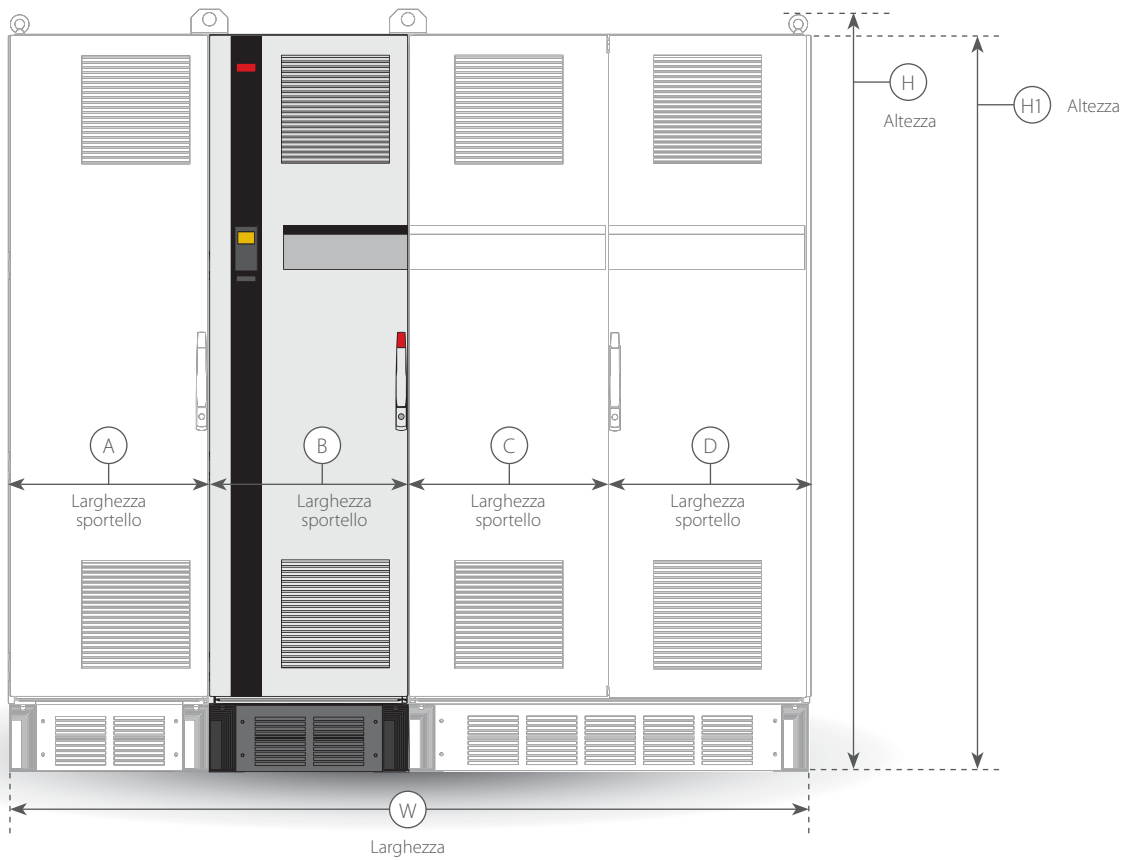 H
Altezza
H1 Altezza
A
B
C
D
Larghezza
sportello
Larghezza
sportello
Larghezza
sportello
Larghezza
sportello
W
Larghezza